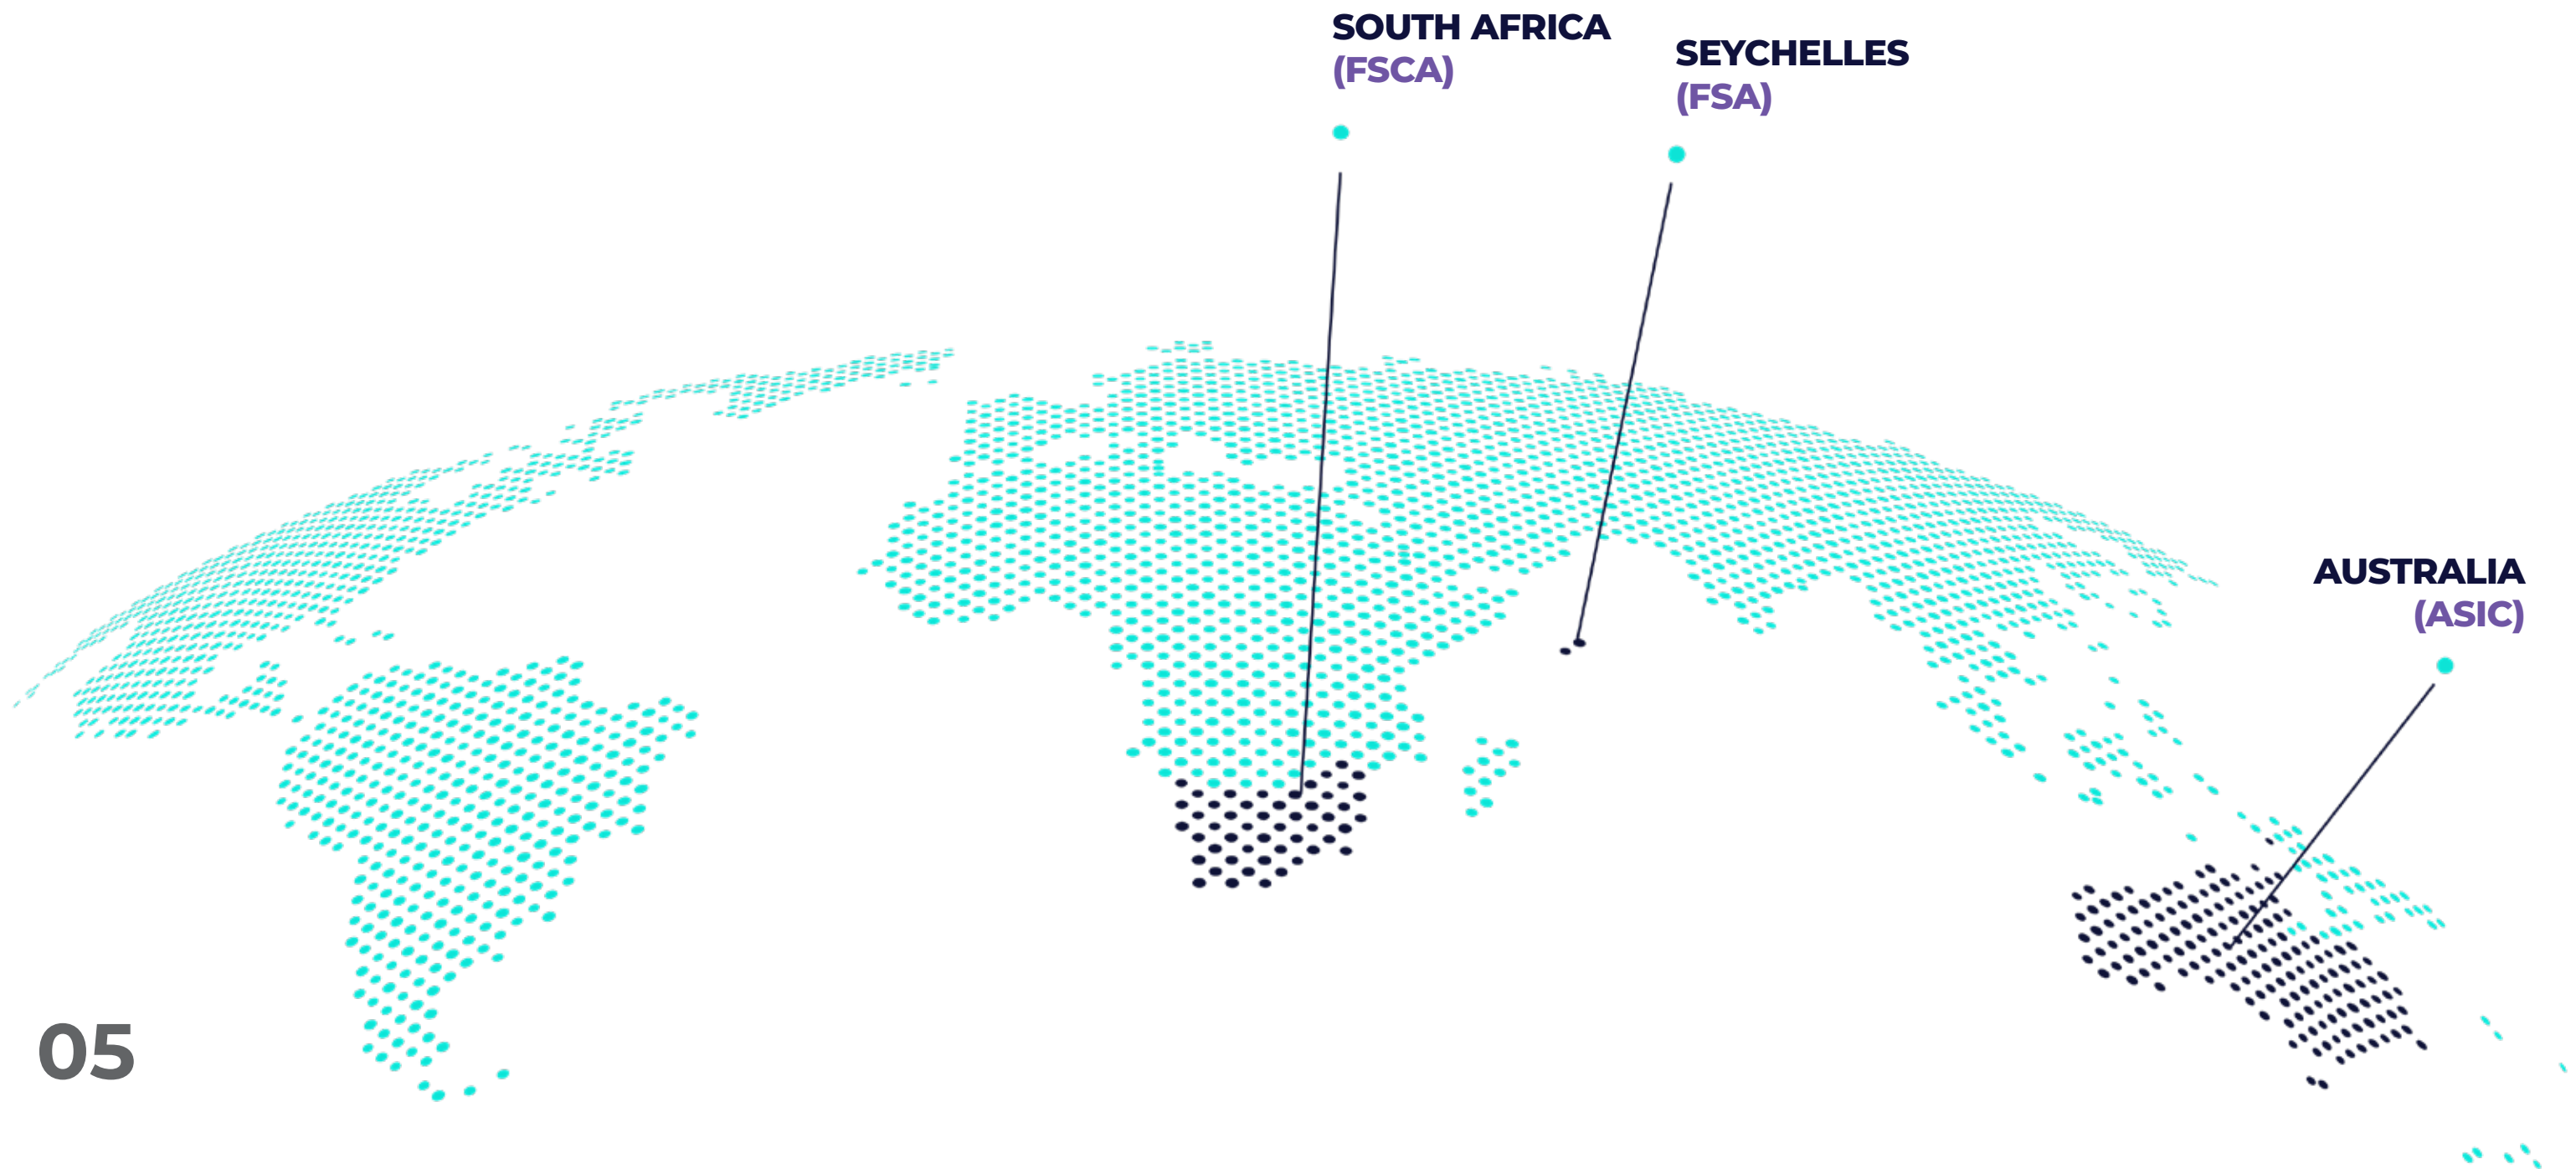 SOUTH AFRICA
(FSCA)
SEYCHELLES
(FSA)
AUSTRALIA
(ASIC)
05